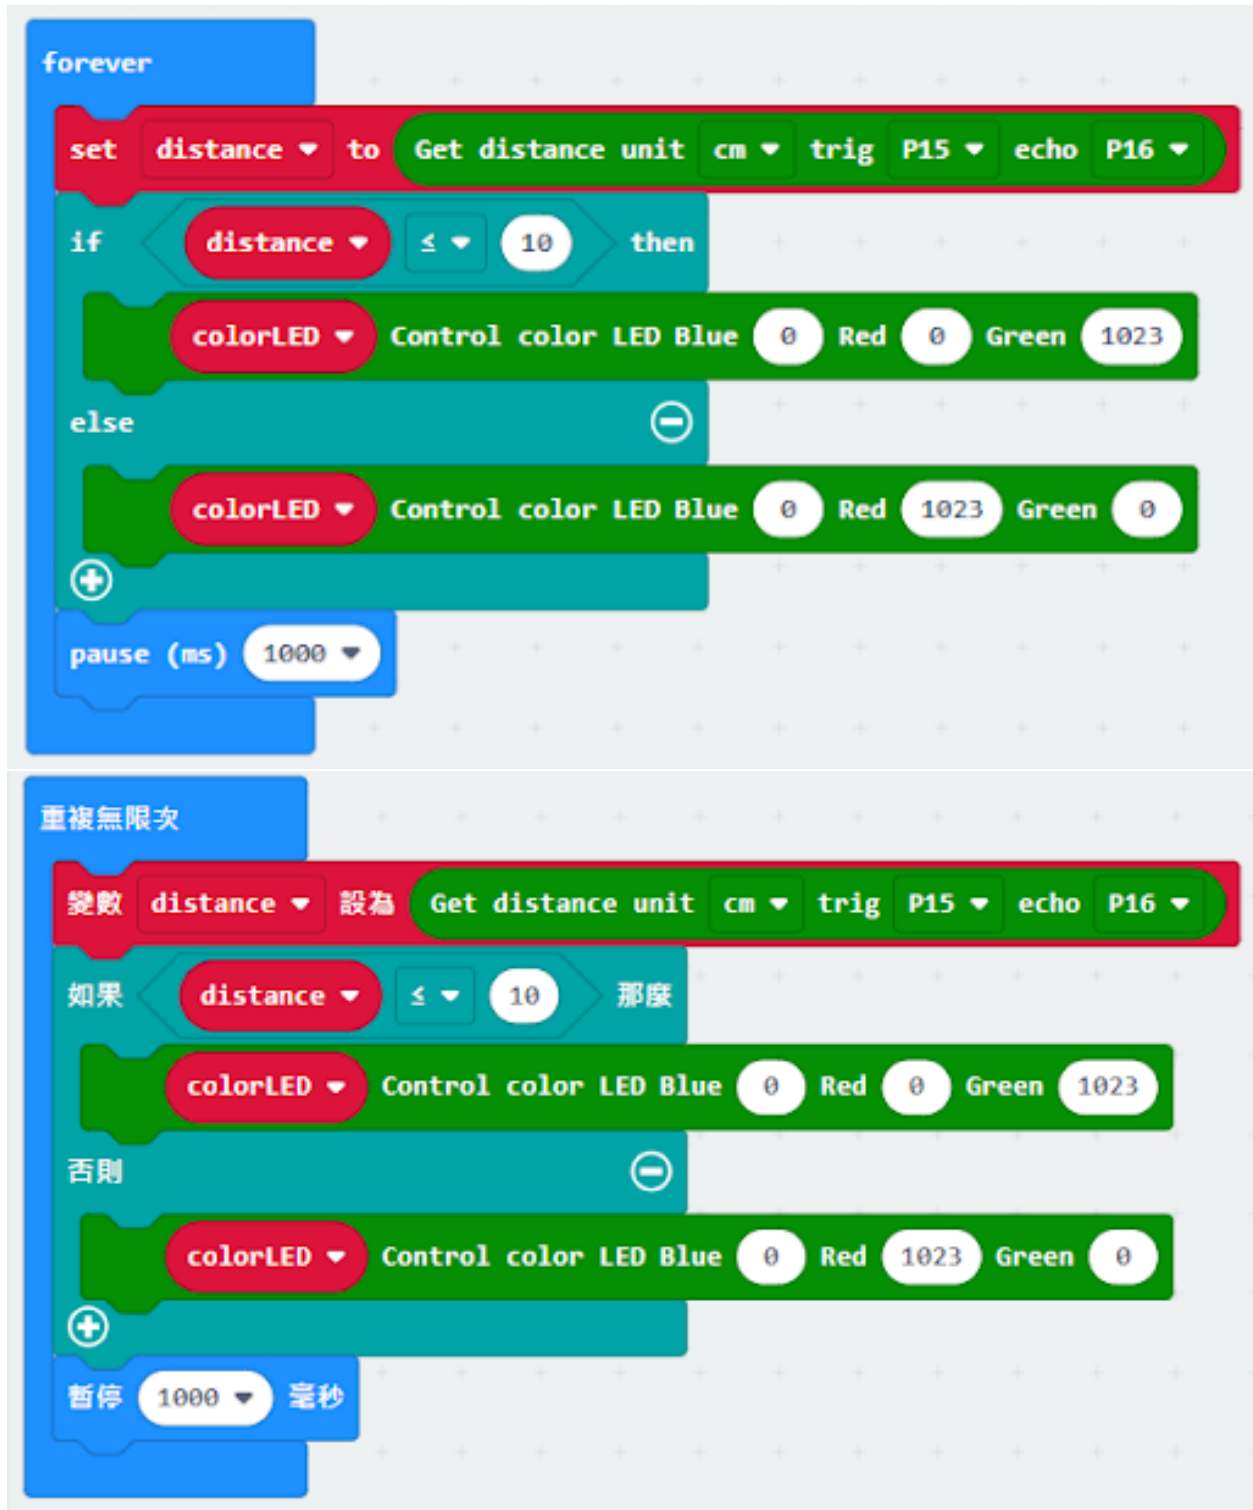 forever
set distance to Get distance unit cm trig P15 echo P16
if distance ≤ 10 then
colorLED Control color LED Blue 0 Red 0 Green 1023
else
colorLED Control color LED Blue 0 Red 1023 Green 0
pause (ms) 1000
重複無限次
變數 distance 設為 Get distance unit cm trig P15 echo P16
如果 distance ≤ 10 那麼
colorLED Control color LED Blue 0 Red 0 Green 1023
否則
colorLED Control color LED Blue 0 Red 1023 Green 0
暫停 1000 毫秒